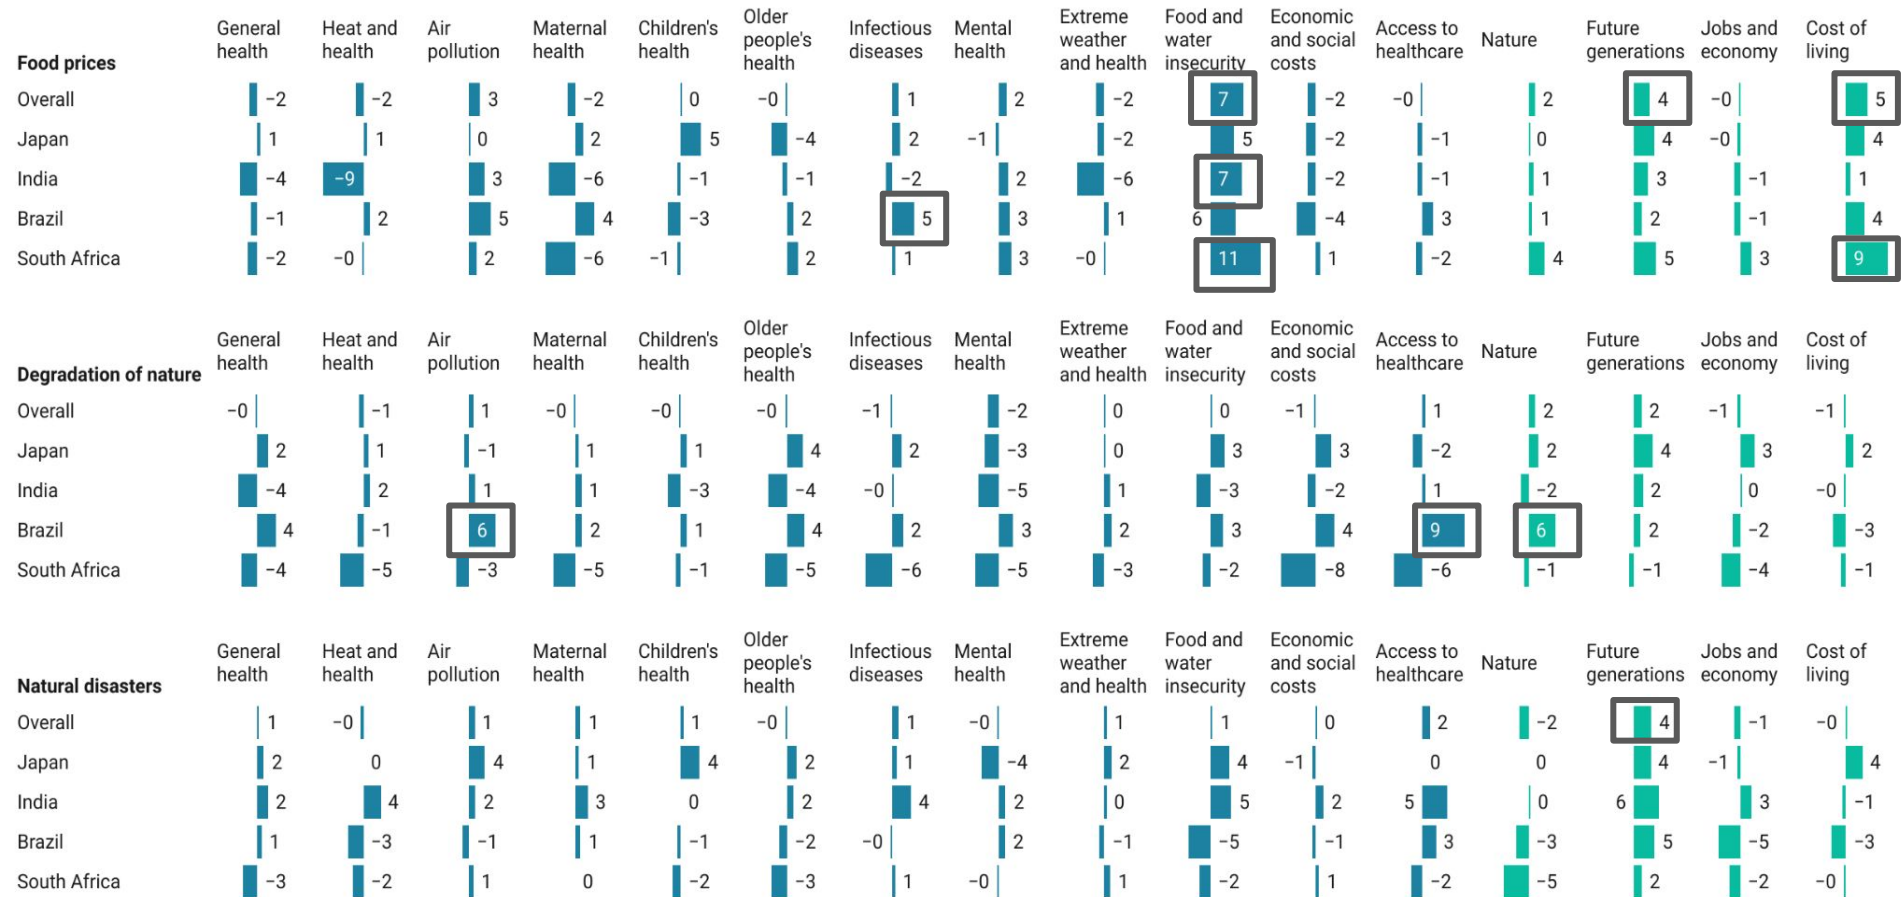 General Heat and Air Maternal Children's Older people's health Infectious Mental Extreme weather and health Food and water insecurity Economic and social costs Access to healthcare Nature Future generations Jobs and economy Cost of living
health health pollution health health diseases health
Food prices
Overall −2 −2 3 −2 0 −0 1 2 −2 7 −2 −0 2 4 −0 5
Japan 1 1 0 2 5 −4 2 −1 −2 5 −2 −1 0 4 −0 4
India −4 −9 3 −6 −1 −1 −2 2 −6 7 −2 −1 1 3 −1 1
Brazil −1 2 5 4 −3 2 5 3 1 6 −4 3 1 2 −1 4
South Africa −2 −0 2 −6 −1 2 1 3 −0 11 1 −2 4 5 3 9
General Heat and Air Maternal Children's Older people's health Infectious Mental Extreme weather and health Food and water insecurity Economic and social costs Access to healthcare Nature Future generations Jobs and economy Cost of living
health health pollution health health diseases health
Degradation of nature
Overall −0 −1 1 −0 −0 −0 −1 −2 0 0 −1 1 2 2 −1 −1
Japan 2 1 −1 1 1 4 2 −3 0 3 3 −2 2 4 3 2
India −4 2 1 1 −3 −4 −0 −5 1 −3 −2 1 −2 2 0 −0
Brazil 4 −1 6 2 1 4 2 3 2 3 4 9 6 2 −2 −3
South Africa −4 −5 −3 −5 −1 −5 −6 −5 −3 −2 −8 −6 −1 −1 −4 −1
General Heat and Air Maternal Children's Older people's health Infectious Mental Extreme weather and health Food and water insecurity Economic and social costs Access to healthcare Nature Future generations Jobs and economy Cost of living
health health pollution health health diseases health
Natural disasters
Overall 1 −0 1 1 1 −0 1 −0 1 1 0 2 −2 4 −1 −0
Japan 2 0 4 1 4 2 1 −4 2 4 −1 0 0 4 −1 4
India 2 4 2 3 0 2 4 2 0 5 2 5 0 6 3 −1
Brazil 1 −3 −1 1 −1 −2 −0 2 −1 −5 −1 3 −3 5 −5 −3
South Africa −3 −2 1 0 −2 −3 1 −0 1 −2 1 −2 −5 2 −2 −0